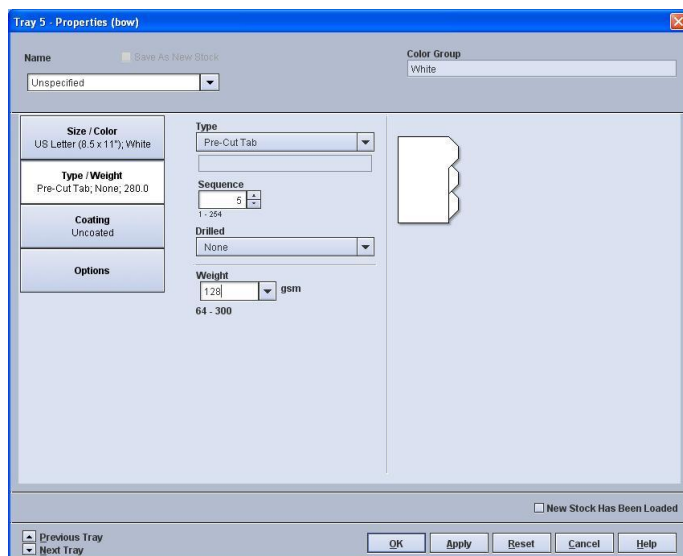 Tray 5 - Properties (bow)
Name
Save As New Stock
Color Group
Unspecified
White
Size / Color
US Letter (8.5 x 11"); White
Type / Weight
Pre-Cut Tab; None; 280.0
Coating
Uncoated
Options
Type
Pre-Cut Tab
Sequence
5
1 - 254
Drilled
None
Weight
128 gsm
64 - 300
New Stock Has Been Loaded
Previous Tray
Next Tray
OK Apply Reset Cancel Help